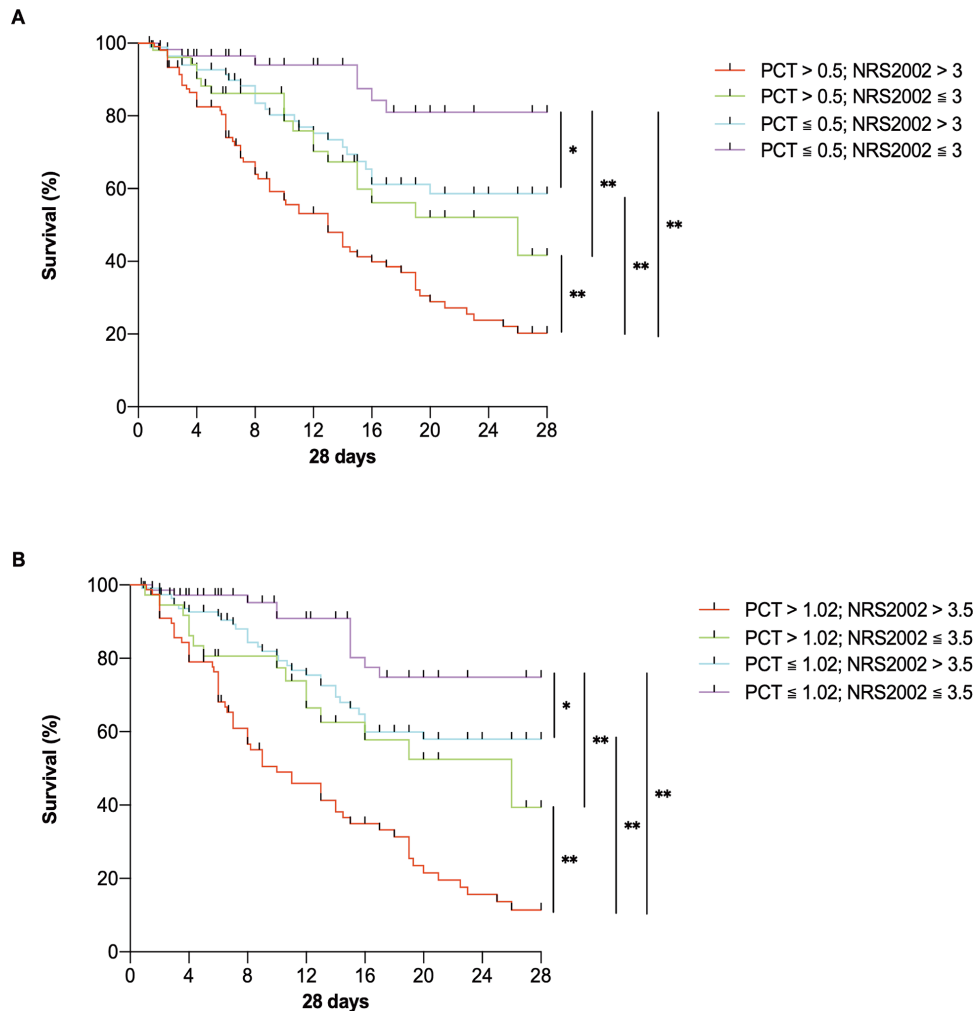 A
100
80
60
40
20
0
Survival (%)
0 4 8 12 16 20 24 28
28 days
PCT > 0.5; NRS2002 > 3
PCT > 0.5; NRS2002 ≦ 3
PCT ≦ 0.5; NRS2002 > 3
PCT ≦ 0.5; NRS2002 ≦ 3
*
**
**
**
**
B
100
80
60
40
20
0
Survival (%)
0 4 8 12 16 20 24 28
28 days
PCT > 1.02; NRS2002 > 3.5
PCT > 1.02; NRS2002 ≦ 3.5
PCT ≦ 1.02; NRS2002 > 3.5
PCT ≦ 1.02; NRS2002 ≦ 3.5
*
**
**
**
**